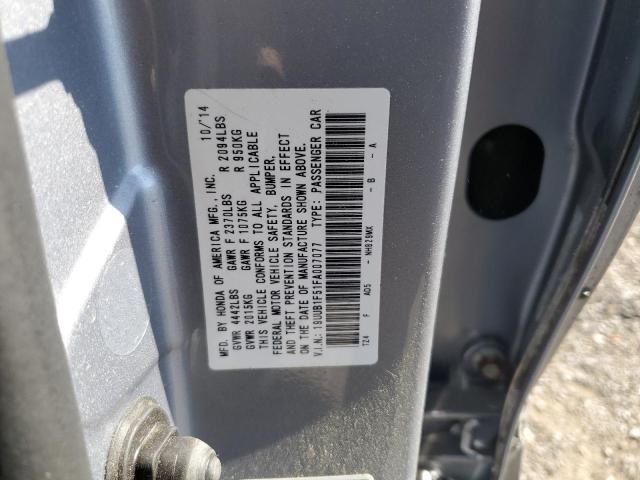 MFD. BY HONDA OF AMERICA MFG., INC. 10/'14
GVWR 4442LBS GAWR F 2370LBS R 2094LBS
GVWR 2015KG GAWR F 1075KG R 950KG
THIS VEHICLE CONFORMS TO ALL APPLICABLE
FEDERAL MOTOR VEHICLE SAFETY, BUMPER,
AND THEFT PREVENTION STANDARDS IN EFFECT
ON THE DATE OF MANUFACTURE SHOWN ABOVE.
V.I.N.: 19UUB1F51FA007077 TYPE: PASSENGER CAR
TZ4 F A05 NH829MX - B - A